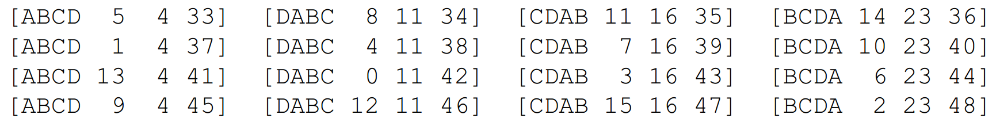 [ABCD  5  4 33]  [DABC  8 11 34]  [CDAB 11 16 35]  [BCDA 14 23 36]
[ABCD  1  4 37]  [DABC  4 11 38]  [CDAB  7 16 39]  [BCDA 10 23 40]
[ABCD 13  4 41]  [DABC  0 11 42]  [CDAB  3 16 43]  [BCDA  6 23 44]
[ABCD  9  4 45]  [DABC 12 11 46]  [CDAB 15 16 47]  [BCDA  2 23 48]